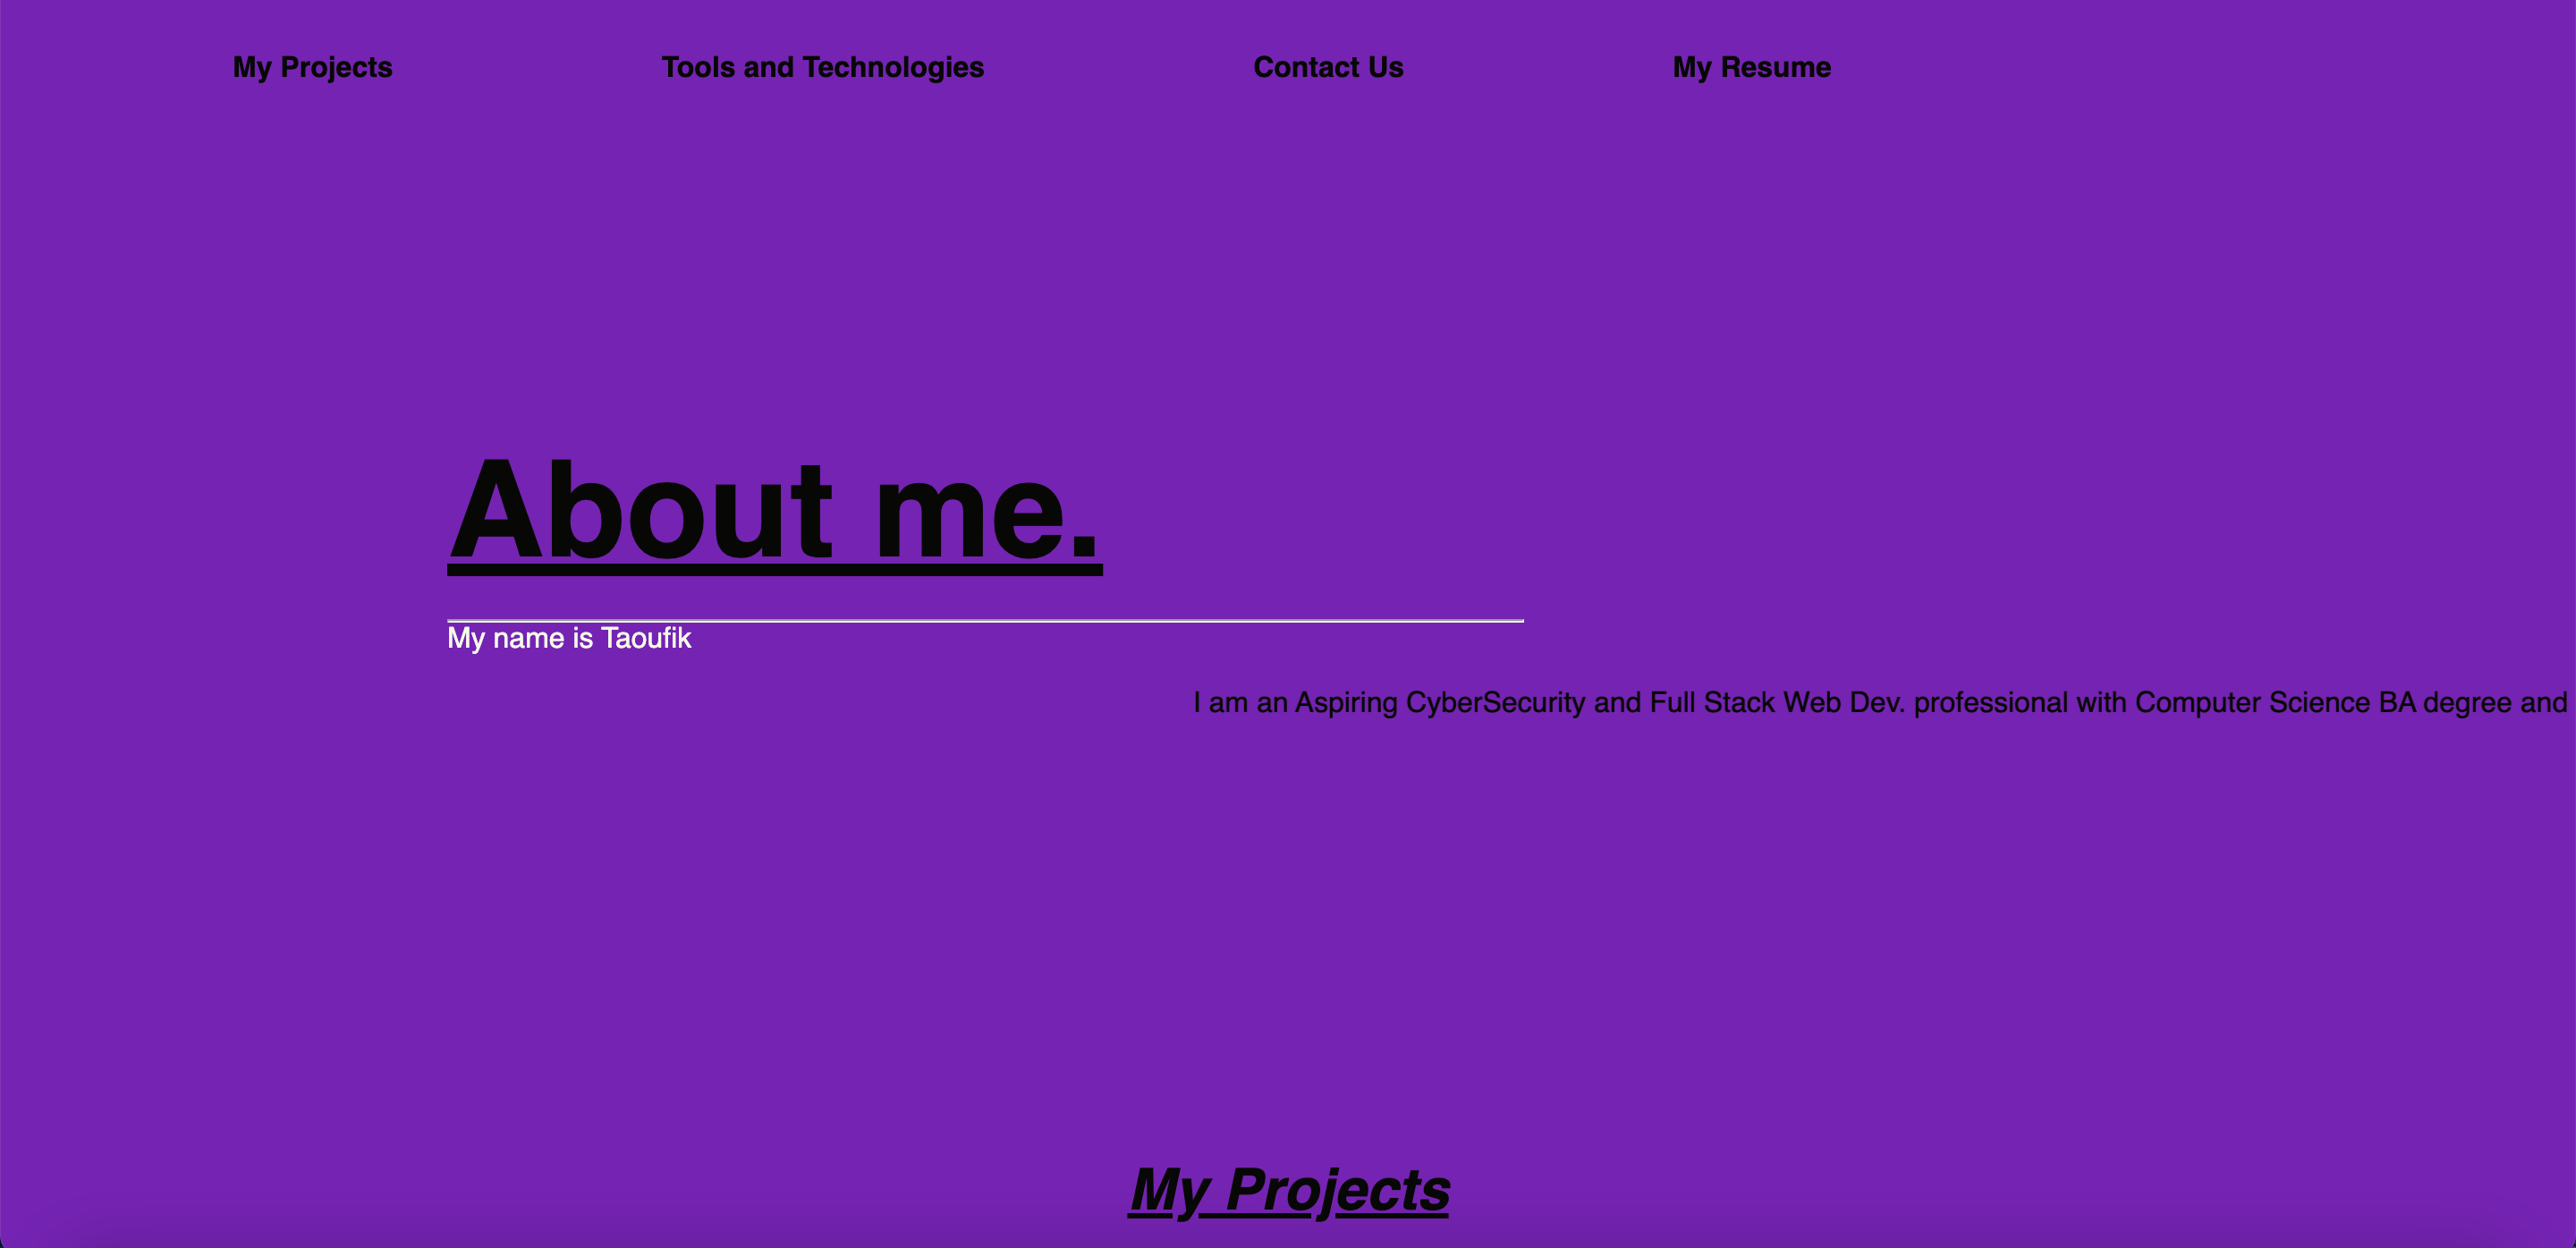 My Projects Tools and Technologies Contact Us My Resume
About me.
My name is Taoufik
I am an Aspiring CyberSecurity and Full Stack Web Dev. professional with Computer Science BA degree and
My Projects